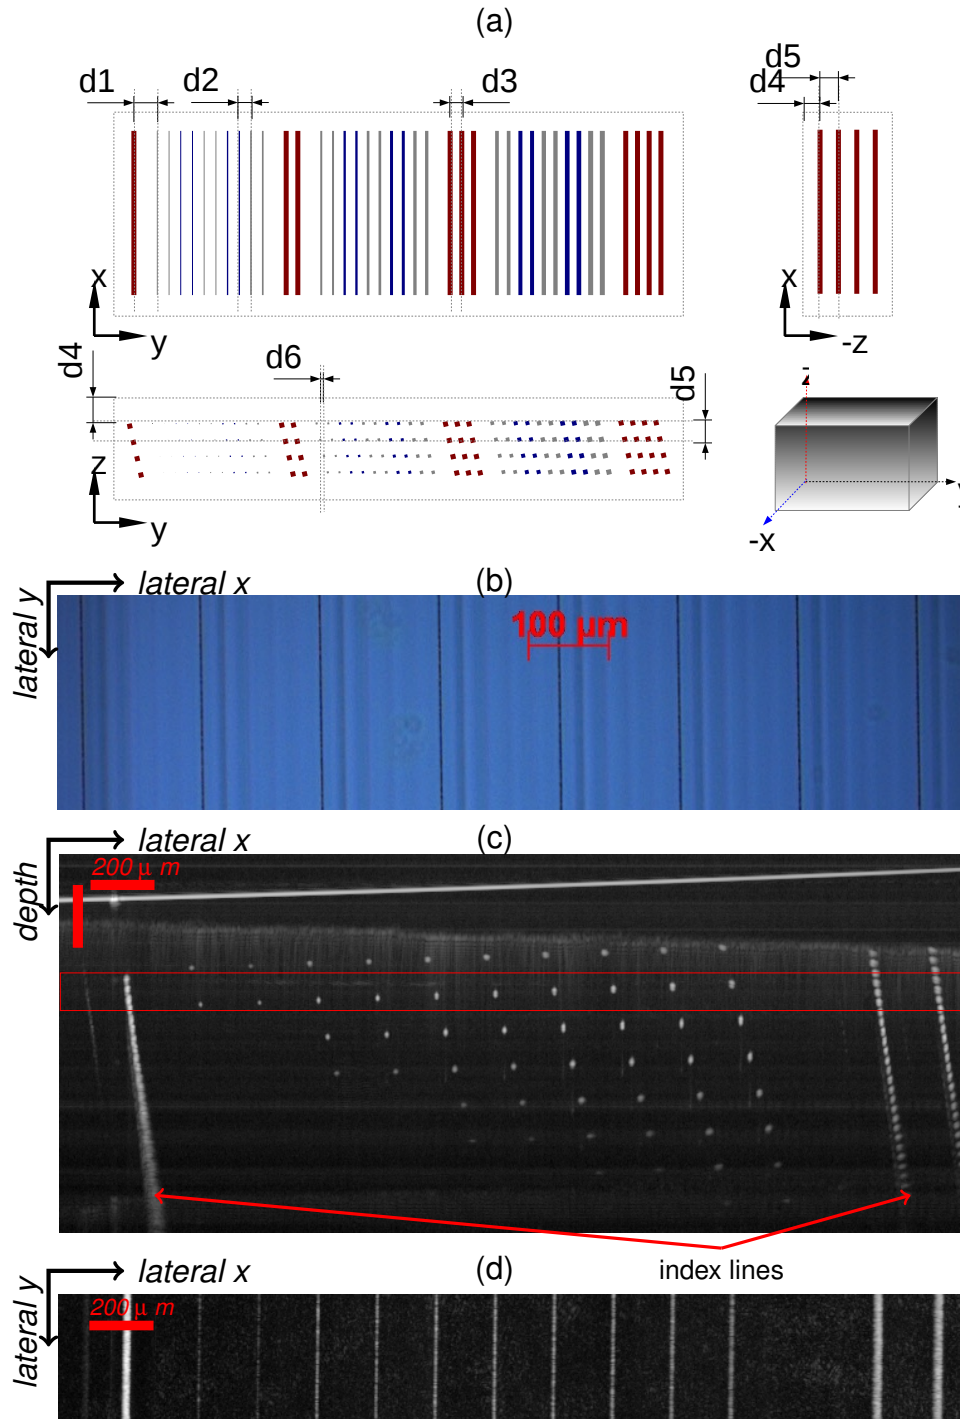 (a)
d1 d2 d3
d5
d4
x
y
x
-z
d4
d6
d5
z
y
z
y
-x
lateral x
(b)
lateral y
100 µm
lateral x
(c)
depth
200 µ m
index lines
lateral x
(d)
lateral y
200 µ m